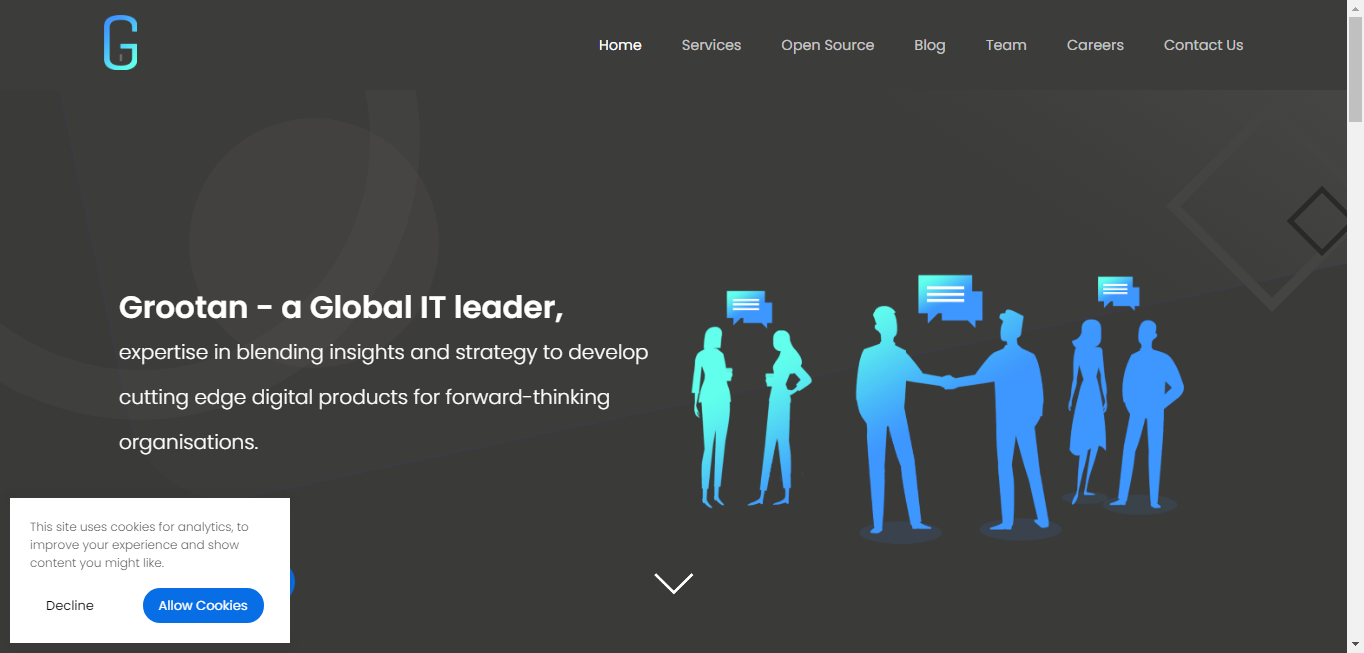 G
Home Services Open Source Blog Team Careers Contact Us
Grootan - a Global IT leader,
expertise in blending insights and strategy to develop
cutting edge digital products for forward-thinking
organisations.
This site uses cookies for analytics, to
improve your experience and show
content you might like.
Decline Allow Cookies